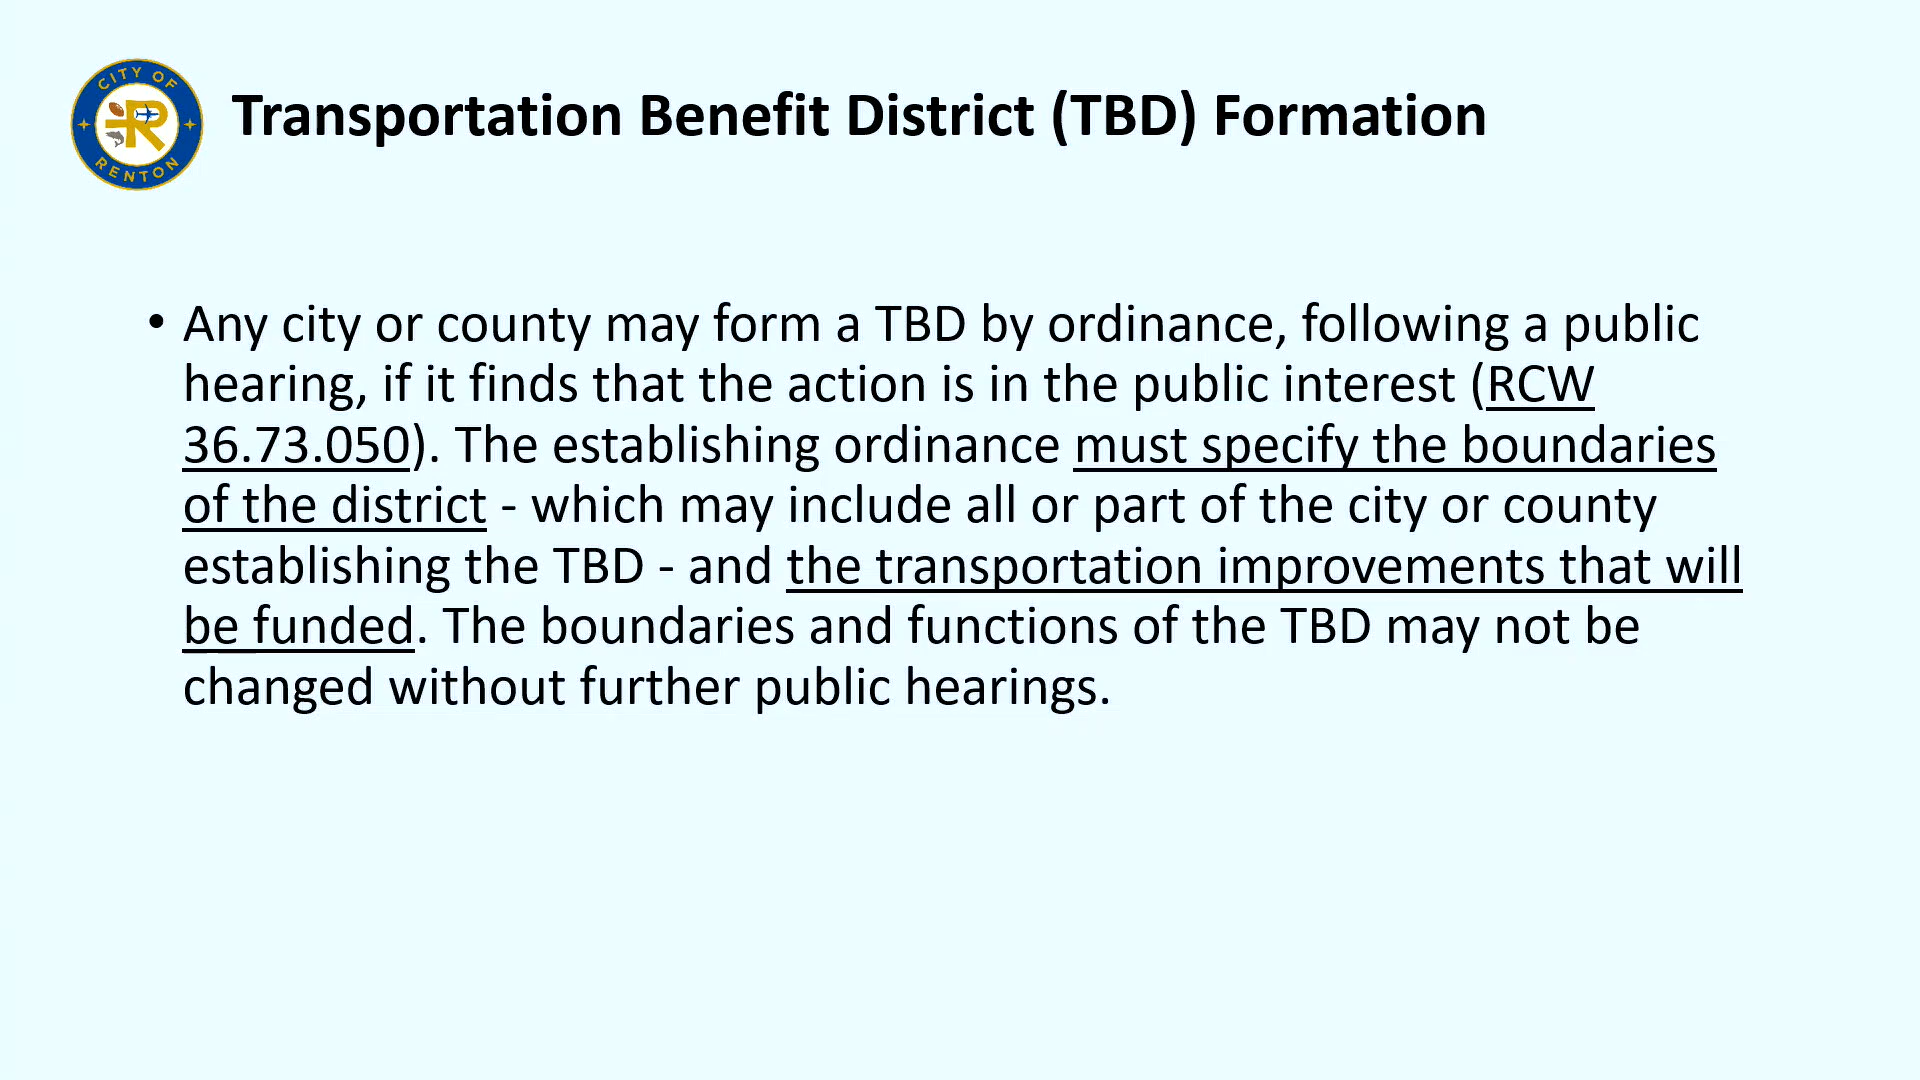 CITY OF
R
RENTON
Transportation Benefit District (TBD) Formation
• Any city or county may form a TBD by ordinance, following a public
hearing, if it finds that the action is in the public interest (RCW
36.73.050). The establishing ordinance must specify the boundaries
of the district - which may include all or part of the city or county
establishing the TBD - and the transportation improvements that will
be funded. The boundaries and functions of the TBD may not be
changed without further public hearings.